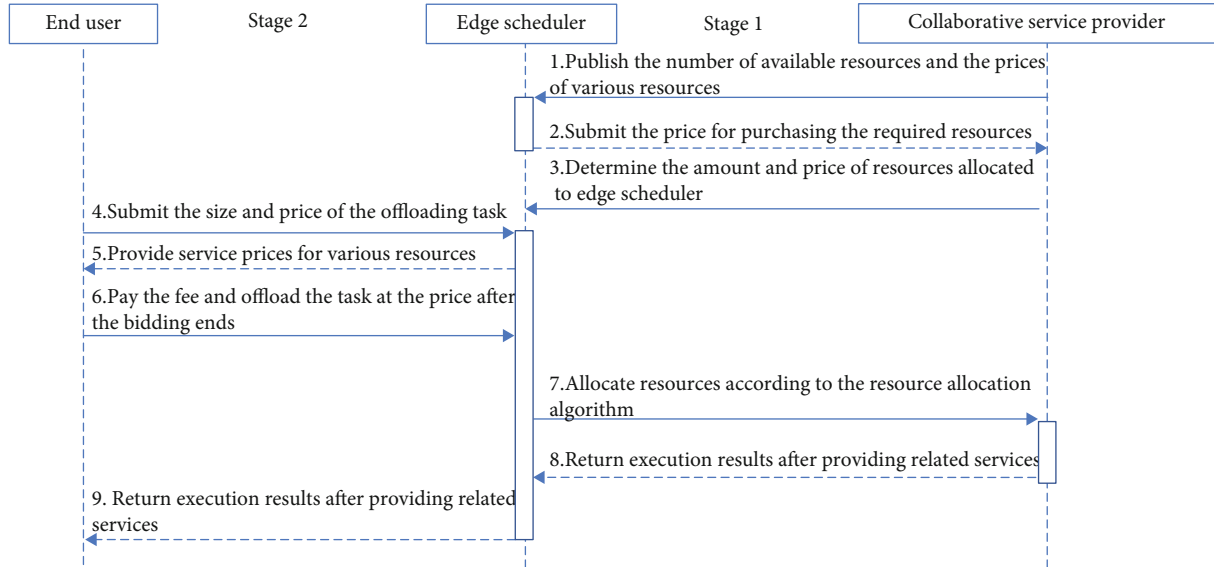 End user
Stage 2
Edge scheduler
Stage 1
Collaborative service provider
1.Publish the number of available resources and the prices
of various resources
2.Submit the price for purchasing the required resources
3.Determine the amount and price of resources allocated
to edge scheduler
4.Submit the size and price of the offloading task
5.Provide service prices for various resources
6.Pay the fee and offload the task at the price after
the bidding ends
7.Allocate resources according to the resource allocation
algorithm
8.Return execution results after providing related services
9. Return execution results after providing related
services